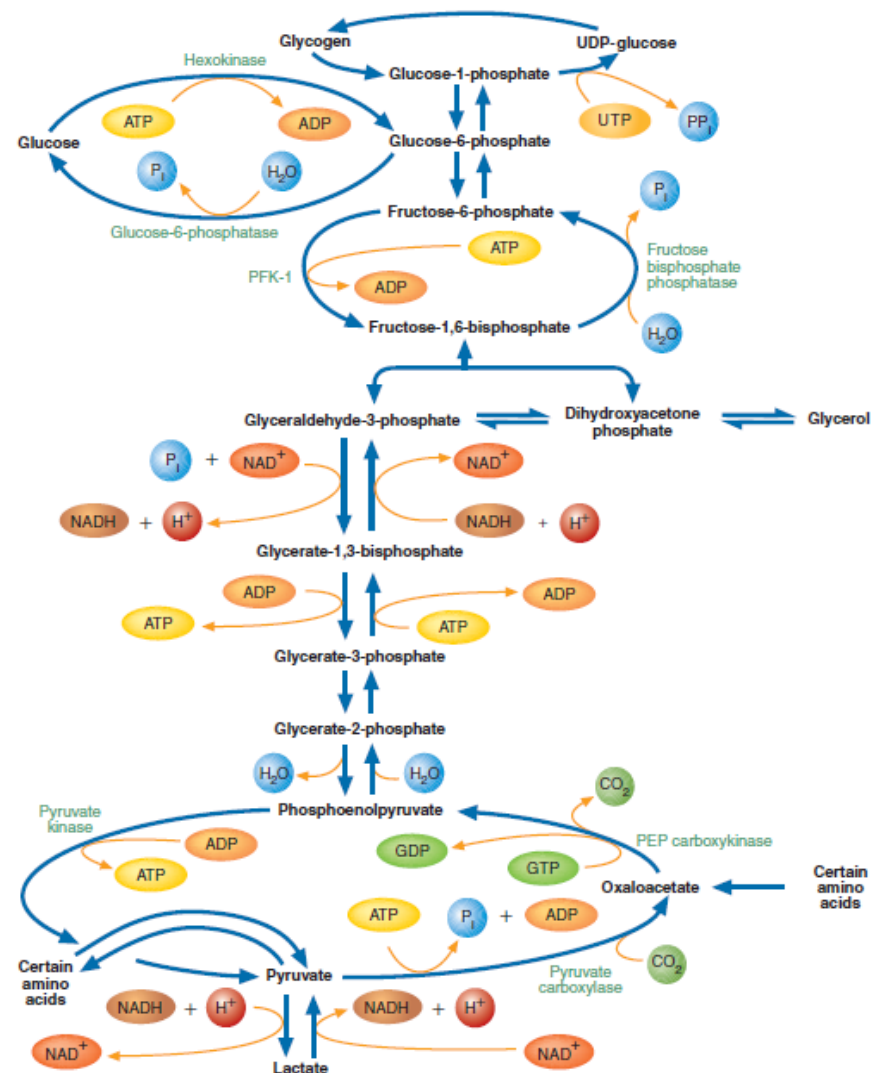 Glycogen
UDP-glucose
Hexokinase
Glucose-1-phosphate
ATP
ADP
UTP
PPi
Glucose
Glucose-6-phosphate
Pi
H2O
Pi
Fructose-6-phosphate
Glucose-6-phosphatase
ATP
Fructose
bisphosphate
phosphatase
PFK-1
ADP
Fructose-1,6-bisphosphate
H2O
Glyceraldehyde-3-phosphate
Dihydroxyacetone
phosphate
Glycerol
Pi + NAD+
NAD+
NADH + H+
NADH + H+
Glycerate-1,3-bisphosphate
ADP
ADP
ATP
ATP
Glycerate-3-phosphate
Glycerate-2-phosphate
H2O
H2O
CO2
Phosphoenolpyruvate
Pyruvate
kinase
ADP
GDP
PEP carboxykinase
ATP
GTP
Oxaloacetate
Certain
amino
acids
ATP
Pi + ADP
Certain
amino
acids
Pyruvate
Pyruvate
carboxylase
CO2
NADH + H+
NADH + H+
NAD+
NAD+
Lactate